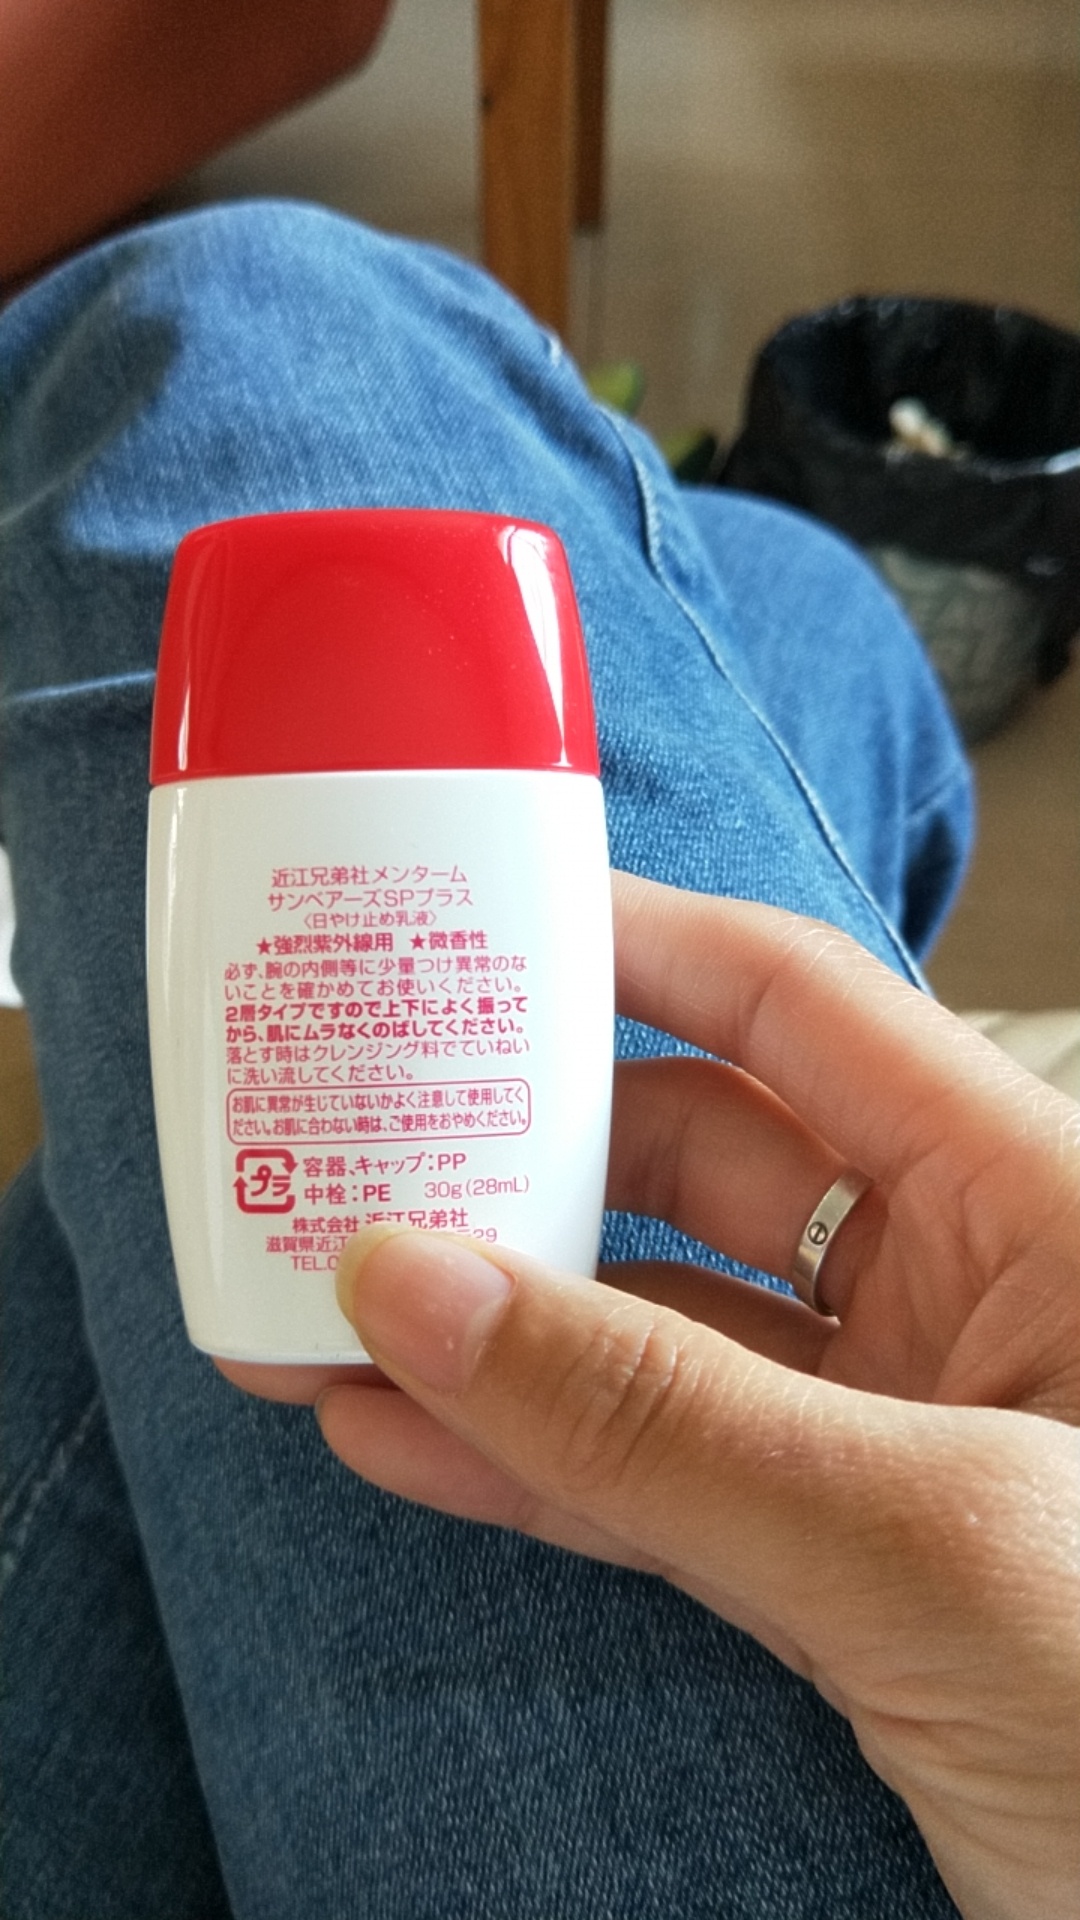 近江兄弟社メンターム
サンベアーズSPプラス
〈日やけ止め乳液〉
★強烈紫外線用 ★微香性
必ず、腕の内側等に少量つけ異常のな
いことを確かめてお使いください。
2層タイプですので上下によく振って
から、肌にムラなくのばしてください。
落とす時はクレンジング料でていねい
に洗い流してください。
お肌に異常が生じていないかよく注意して使用してく
ださい。お肌に合わない時は、ご使用をおやめください。
プラ
容器、キャップ:PP
中栓:PE 30g(28mL)
株式会社 近江兄弟社
滋賀県近江 29
TEL.0